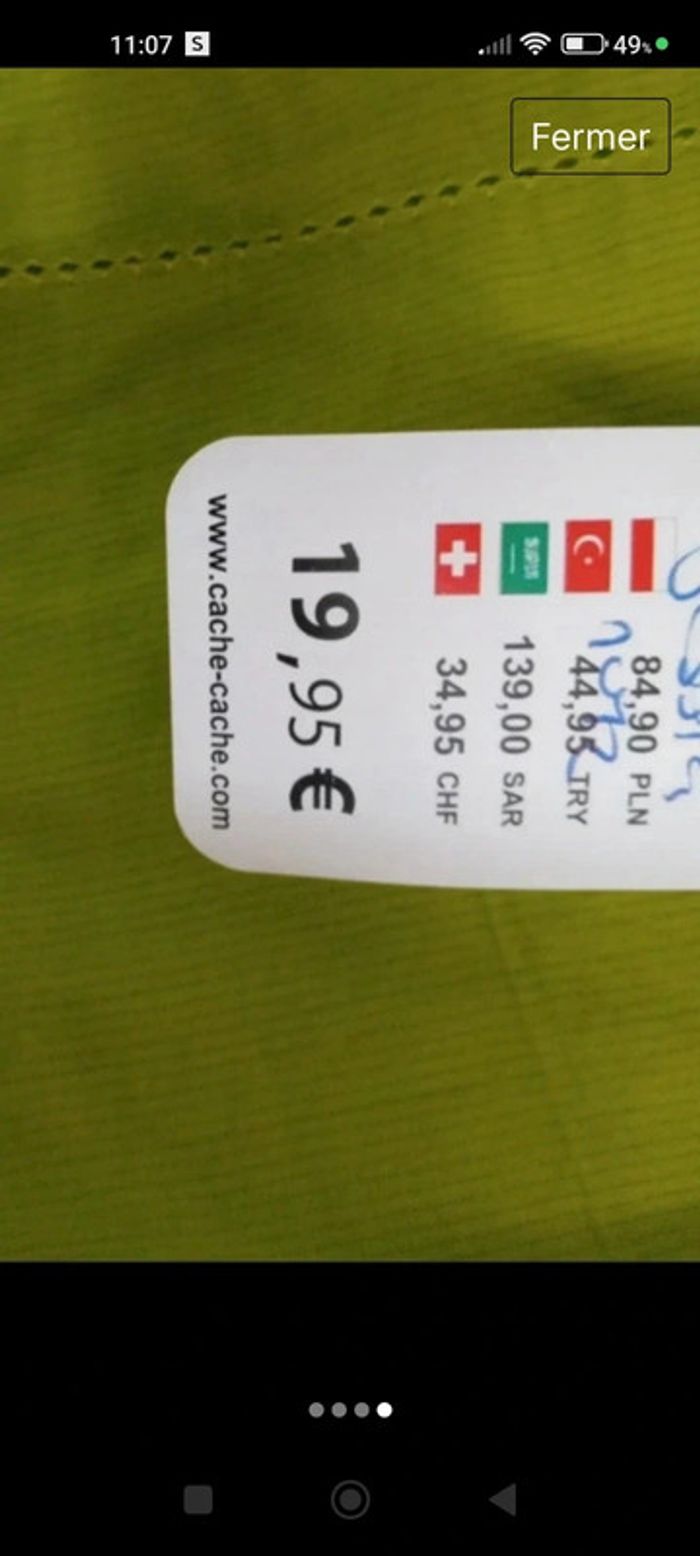 11:07 S 49%
Fermer
84,90 PLN
44,95 TRY
139,00 SAR
34,95 CHF
19,95 €
www.cache-cache.com